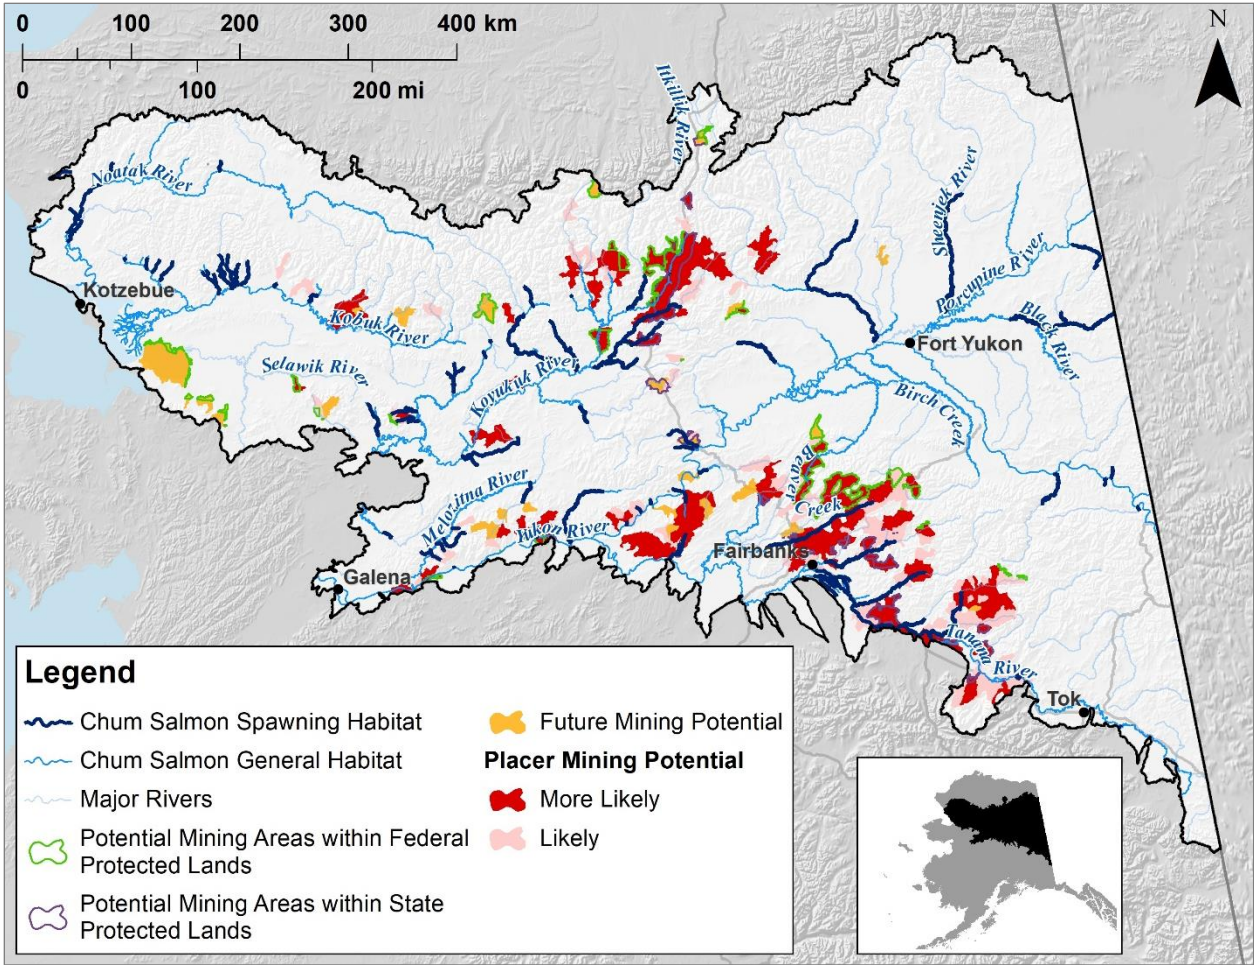 0 100 200 300 400 km
0 100 200 mi
N
Itkillik River
Noatak River
Sheenjek River
Porcupine River
Kotzebue
Kobuk River
Black River
Fort Yukon
Selawik River
Koyukuk River
Birch Creek
Beaver
Creek
Melozitna River
Yukon River
Fairbanks
Galena
Tanana River
Tok
Legend
Chum Salmon Spawning Habitat
Chum Salmon General Habitat
Major Rivers
Potential Mining Areas within Federal
Protected Lands
Potential Mining Areas within State
Protected Lands
Future Mining Potential
Placer Mining Potential
More Likely
Likely